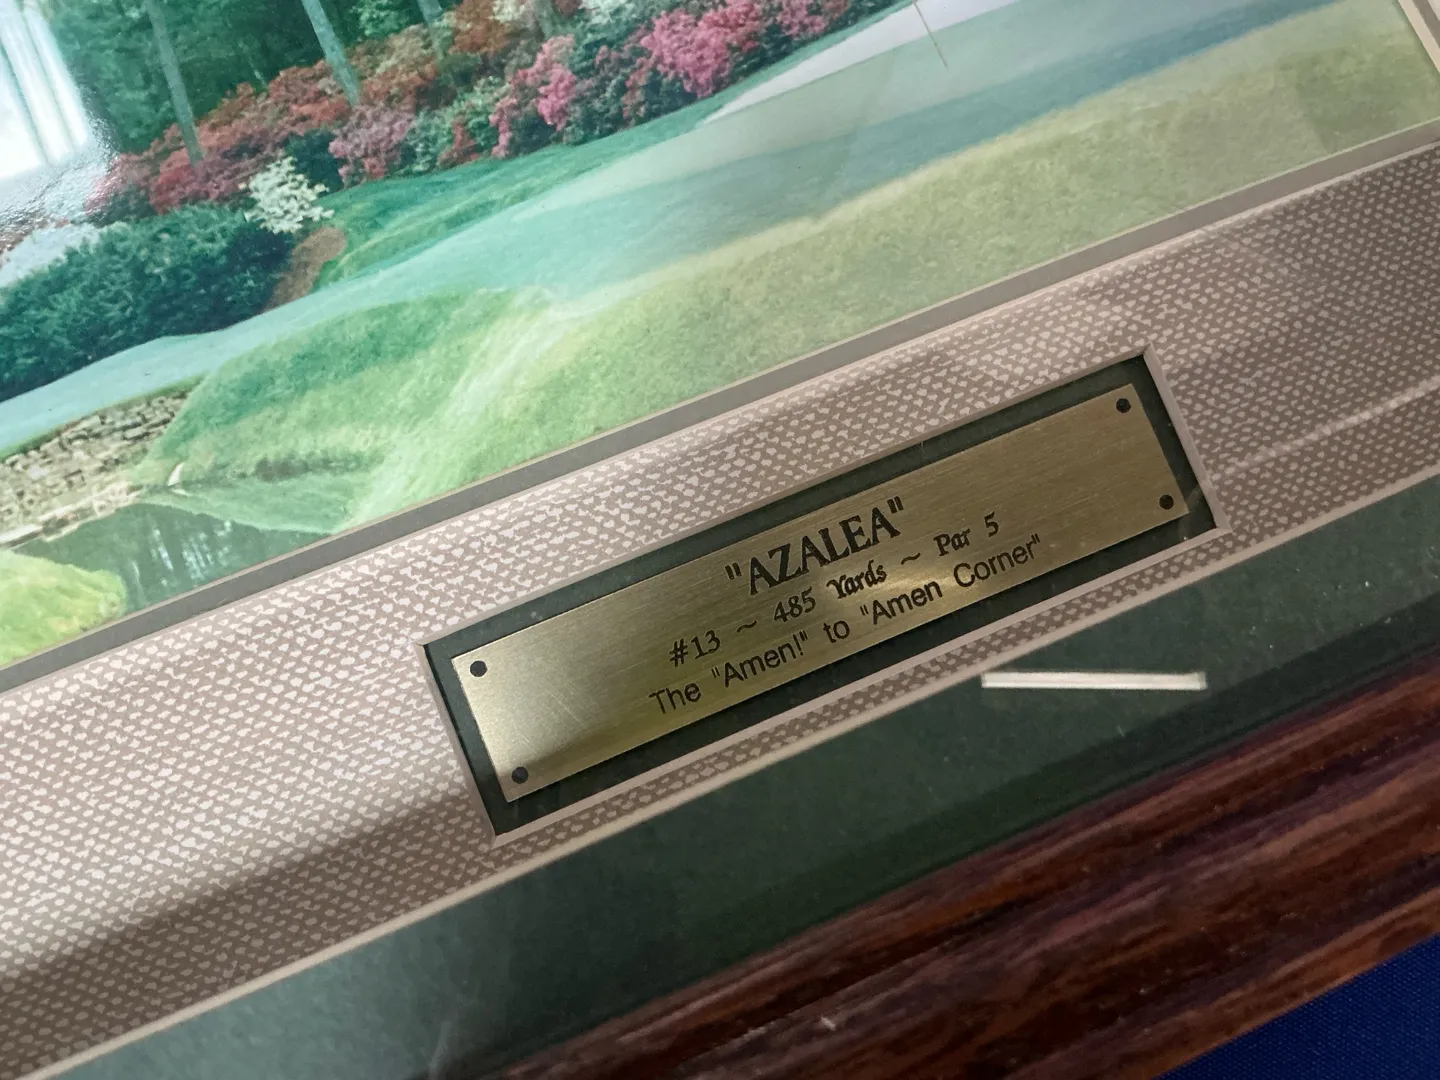 "AZALEA"
#13 ~ 485 Yards ~ Par 5
The "Amen!" to "Amen Corner"